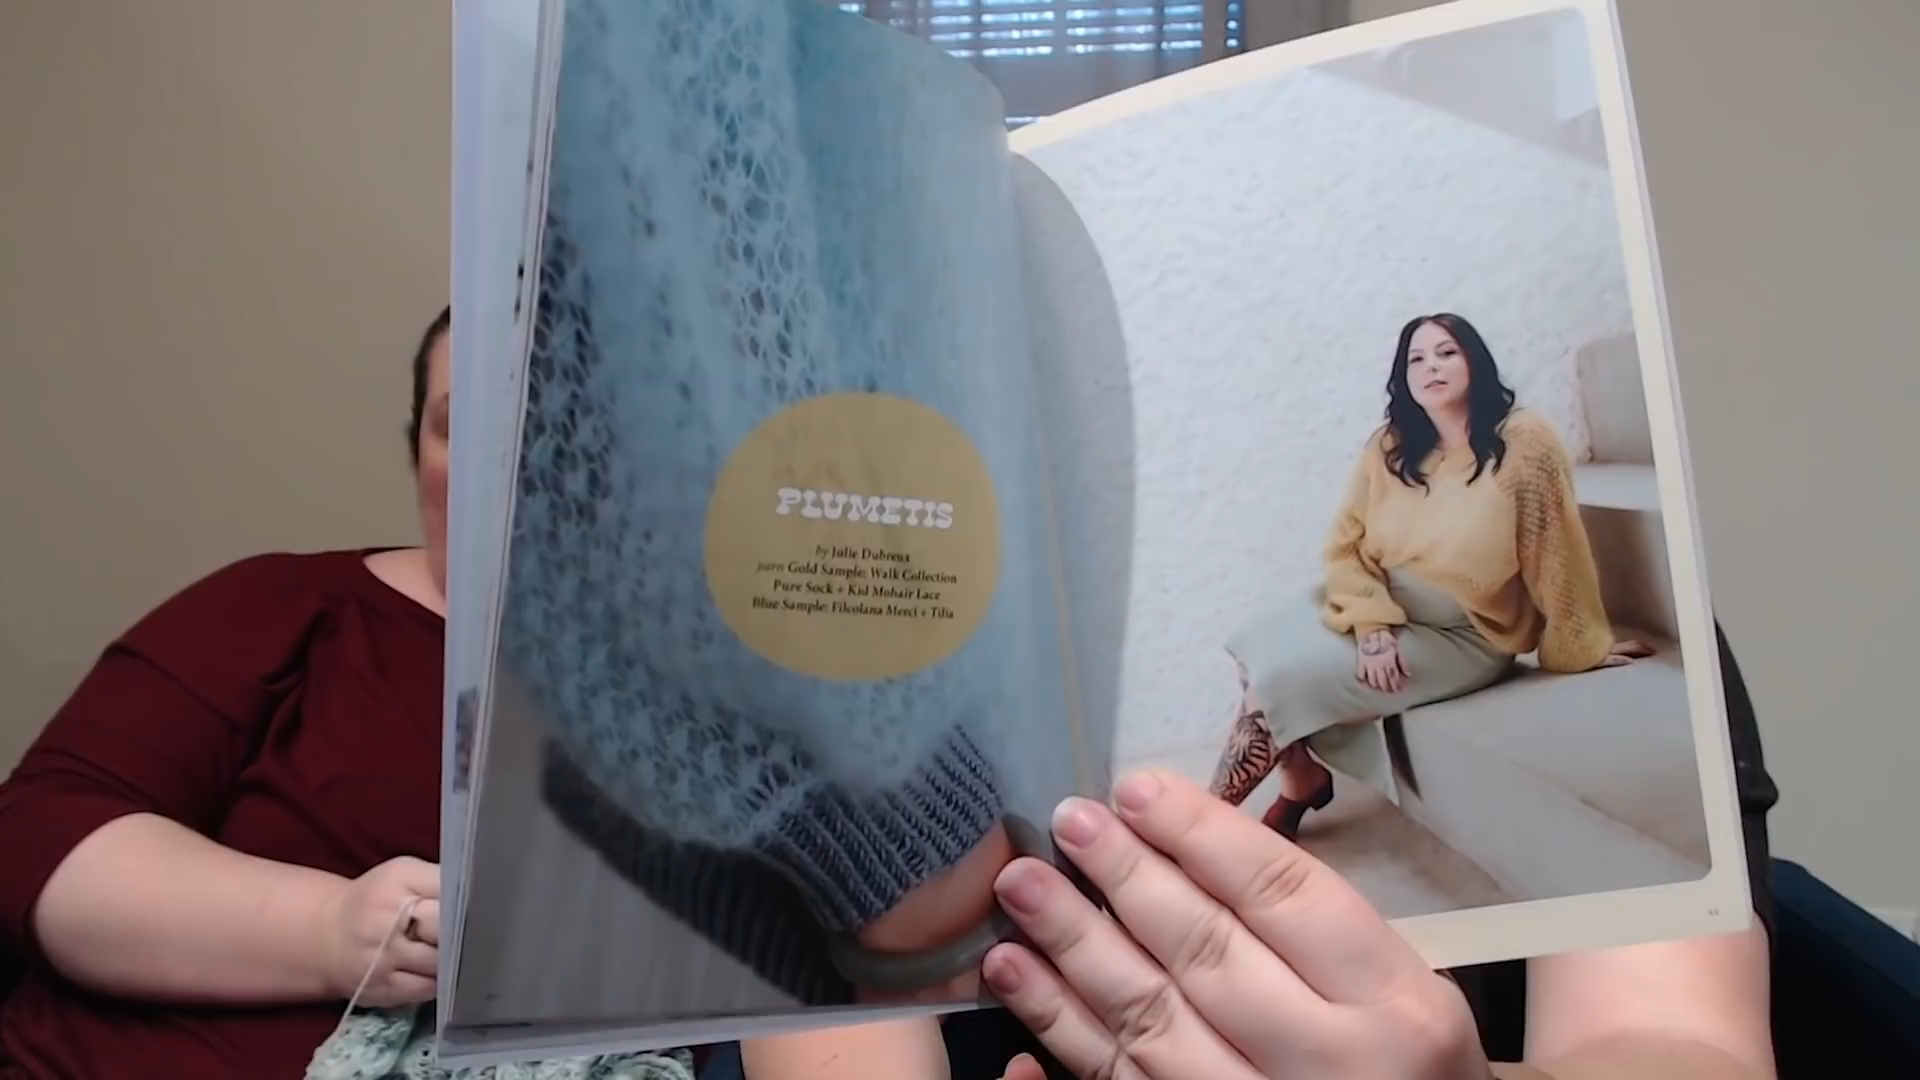 PLUMETIS
by Julie Dubreux
yarn Gold Sample: Walk Collection
Pure Sock + Kid Mohair Lace
Blue Sample: Filcolana Merci + Tilia